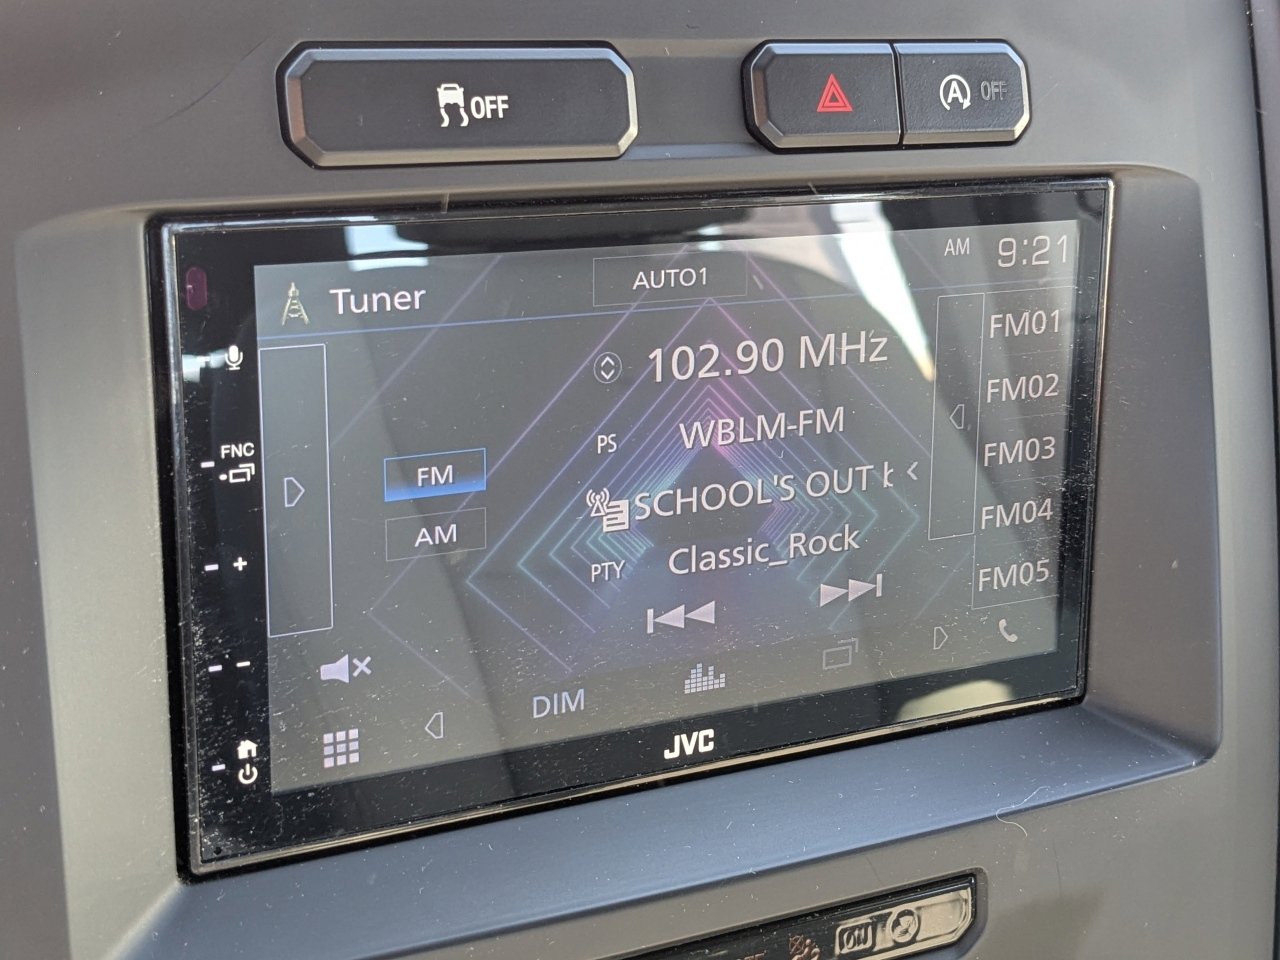 OFF
A OFF
Tuner
AUTO1
AM 9:21
102.90 MHz
PS WBLM-FM
SCHOOL'S OUT
PTY Classic_Rock
FM
AM
FM01
FM02
FM03
FM04
FM05
FNC
DIM
JVC
ON